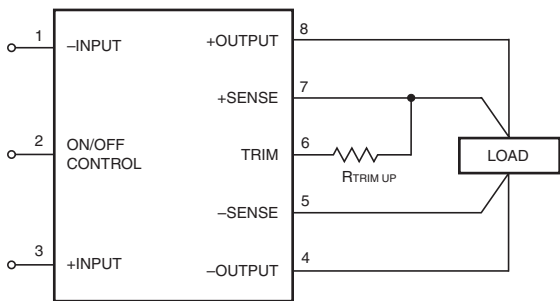 1 –INPUT
+OUTPUT 8
+SENSE 7
2 ON/OFF
CONTROL
TRIM 6
RTRIM UP
LOAD
–SENSE 5
3 +INPUT
–OUTPUT 4